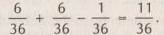 6/36 + 6/36 − 1/36 = 11/36.